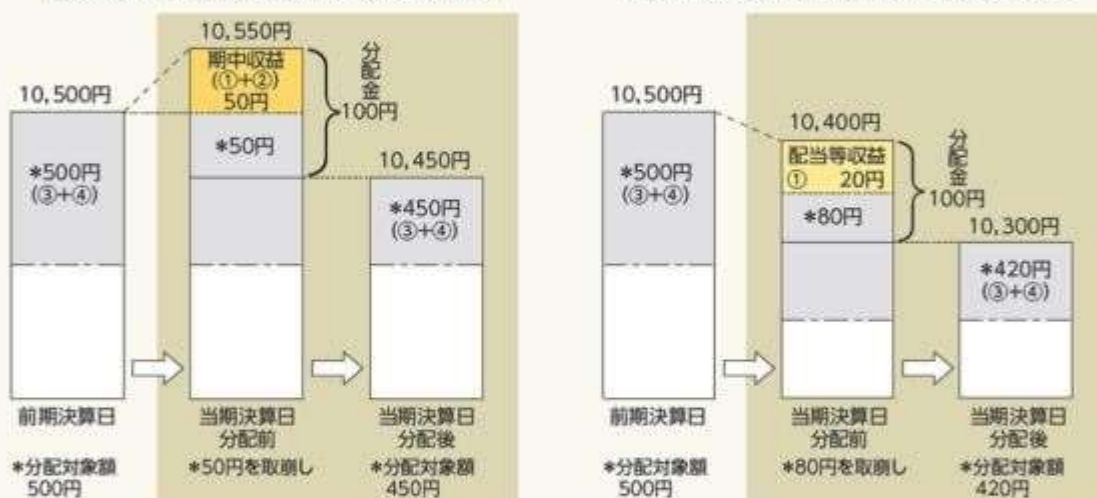 10,550円
期中収益
(①+②)
50円
分配金
100円
10,500円
*500円
(③+④)
*50円
10,450円
*450円
(③+④)
前期決算日
当期決算日
分配前
当期決算日
分配後
*分配対象額
500円
*50円を取崩し
*分配対象額
450円
10,500円
*500円
(③+④)
10,400円
配当等収益
① 20円
*80円
分配金
100円
10,300円
*420円
(③+④)
前期決算日
当期決算日
分配前
当期決算日
分配後
*分配対象額
500円
*80円を取崩し
*分配対象額
420円